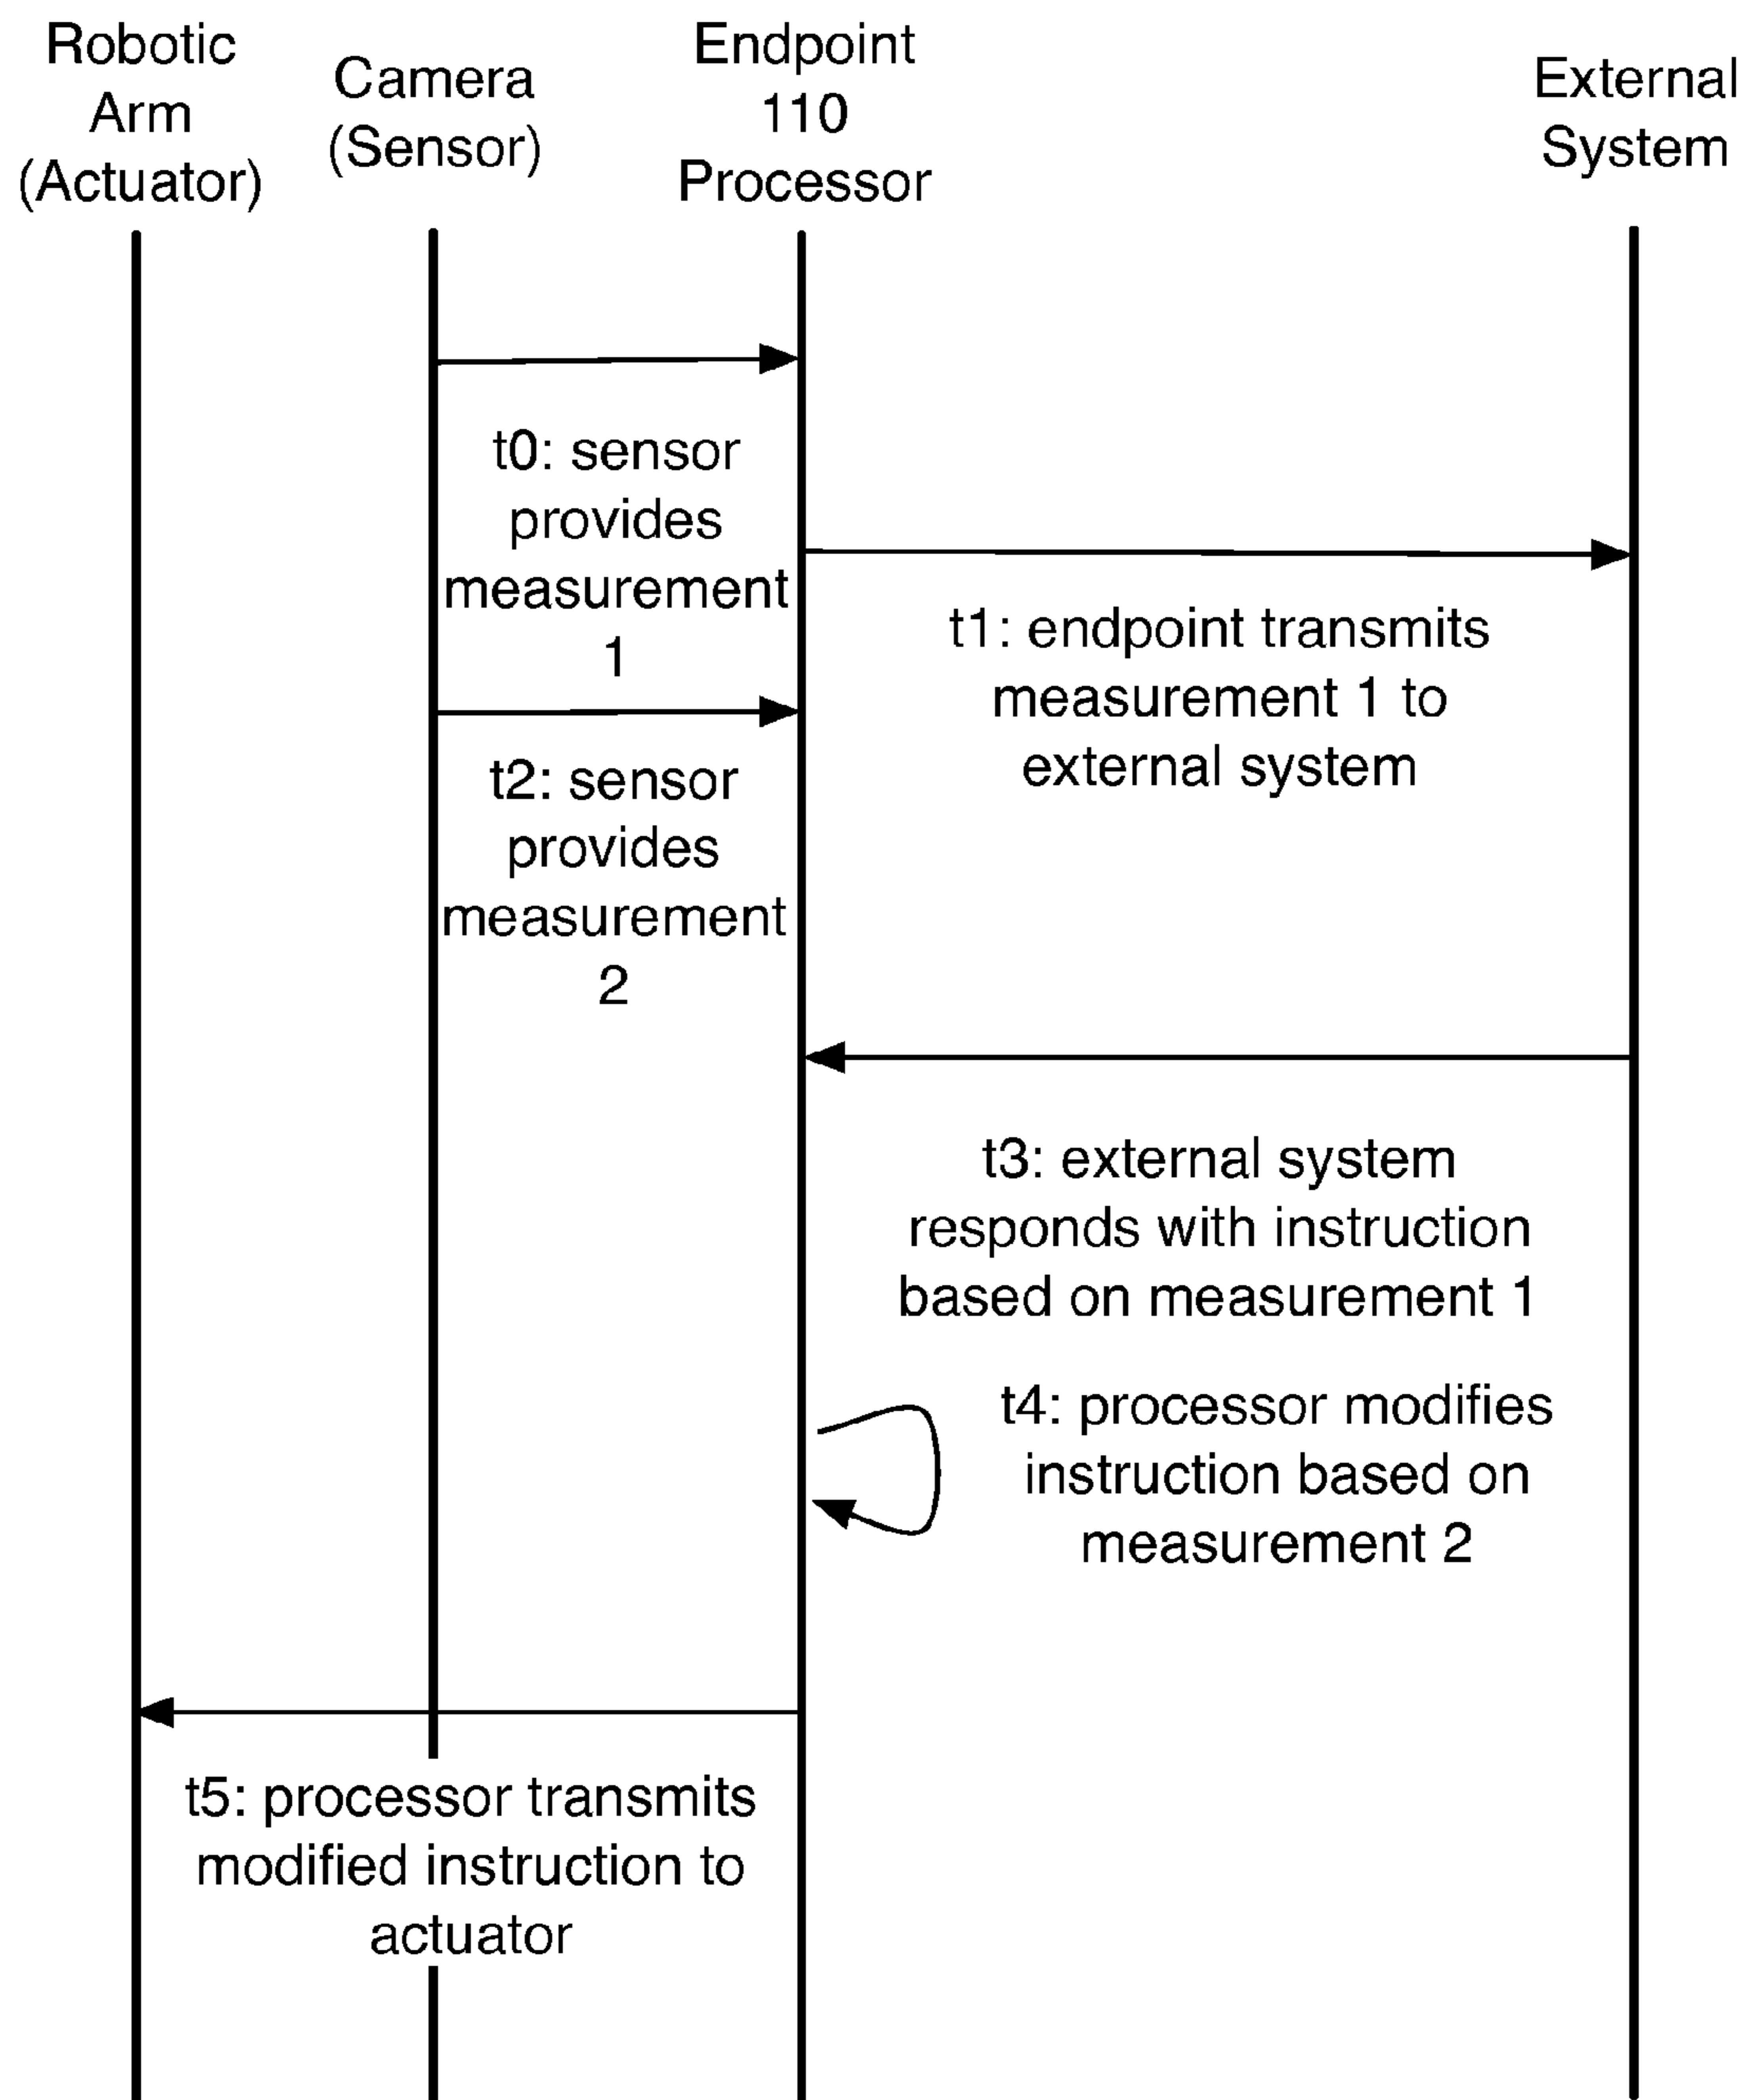 Robotic
Arm
(Actuator)
Camera
(Sensor)
Endpoint
110
Processor
External
System
t0: sensor
provides
measurement
1
t1: endpoint transmits
measurement 1 to
external system
t2: sensor
provides
measurement
2
t3: external system
responds with instruction
based on measurement 1
t4: processor modifies
instruction based on
measurement 2
t5: processor transmits
modified instruction to
actuator